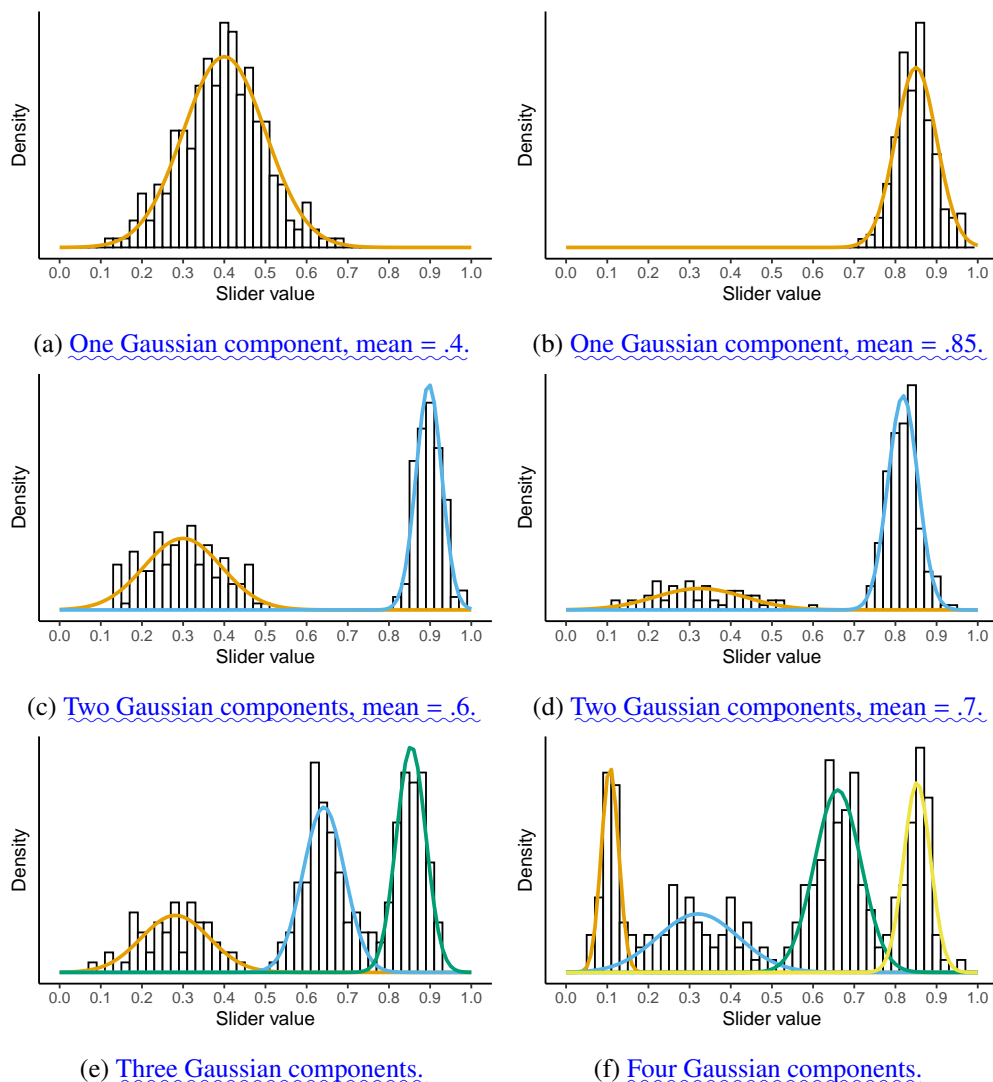 Density
0.0 0.1 0.2 0.3 0.4 0.5 0.6 0.7 0.8 0.9 1.0
Slider value
(a) One Gaussian component, mean = .4.
Density
0.0 0.1 0.2 0.3 0.4 0.5 0.6 0.7 0.8 0.9 1.0
Slider value
(b) One Gaussian component, mean = .85.
Density
0.0 0.1 0.2 0.3 0.4 0.5 0.6 0.7 0.8 0.9 1.0
Slider value
(c) Two Gaussian components, mean = .6.
Density
0.0 0.1 0.2 0.3 0.4 0.5 0.6 0.7 0.8 0.9 1.0
Slider value
(d) Two Gaussian components, mean = .7.
Density
0.0 0.1 0.2 0.3 0.4 0.5 0.6 0.7 0.8 0.9 1.0
Slider value
(e) Three Gaussian components.
Density
0.0 0.1 0.2 0.3 0.4 0.5 0.6 0.7 0.8 0.9 1.0
Slider value
(f) Four Gaussian components.